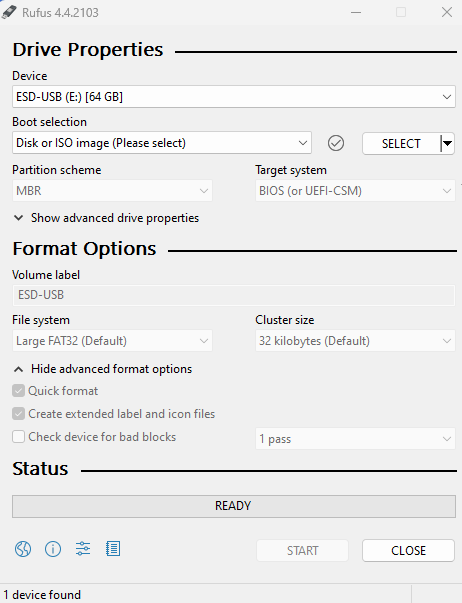 Rufus 4.4.2103
Drive Properties
Device
ESD-USB (E:) [64 GB]
Boot selection
Disk or ISO image (Please select)
SELECT
Partition scheme
Target system
MBR
BIOS (or UEFI-CSM)
Show advanced drive properties
Format Options
Volume label
ESD-USB
File system
Cluster size
Large FAT32 (Default)
32 kilobytes (Default)
Hide advanced format options
Quick format
Create extended label and icon files
Check device for bad blocks
1 pass
Status
READY
START
CLOSE
1 device found